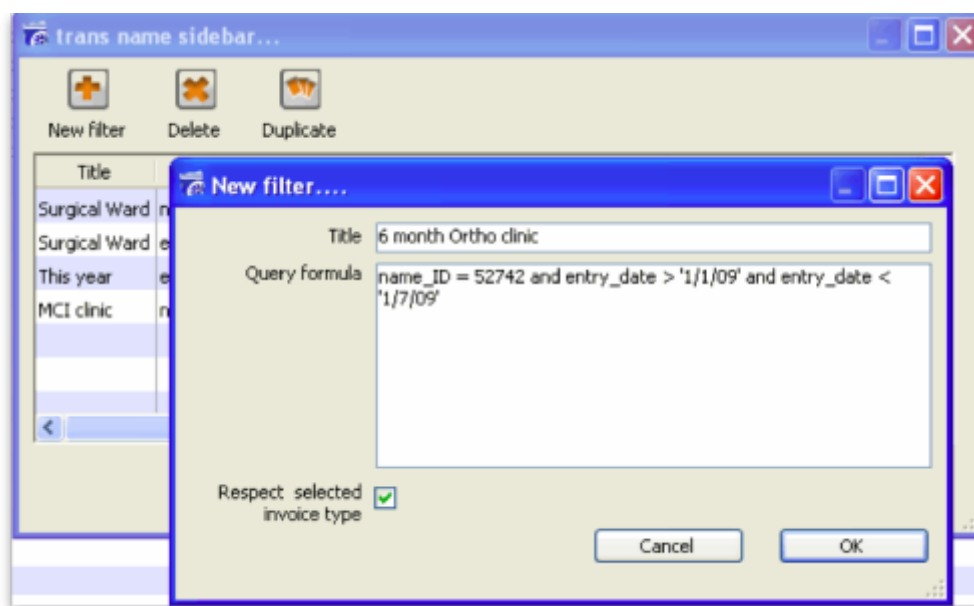 trans name sidebar...
New filter Delete Duplicate
Title
Surgical Ward n
Surgical Ward e
This year e
MCI clinic n
New filter....
Title 6 month Ortho clinic
Query formula name_ID = 52742 and entry_date > '1/1/09' and entry_date <
'1/7/09'
Respect selected
invoice type
Cancel OK